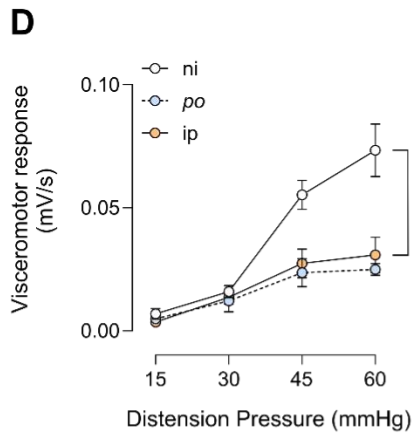 D
ni
po
ip
Visceromotor response
(mV/s)
0.10
0.05
0.00
15 30 45 60
Distension Pressure (mmHg)